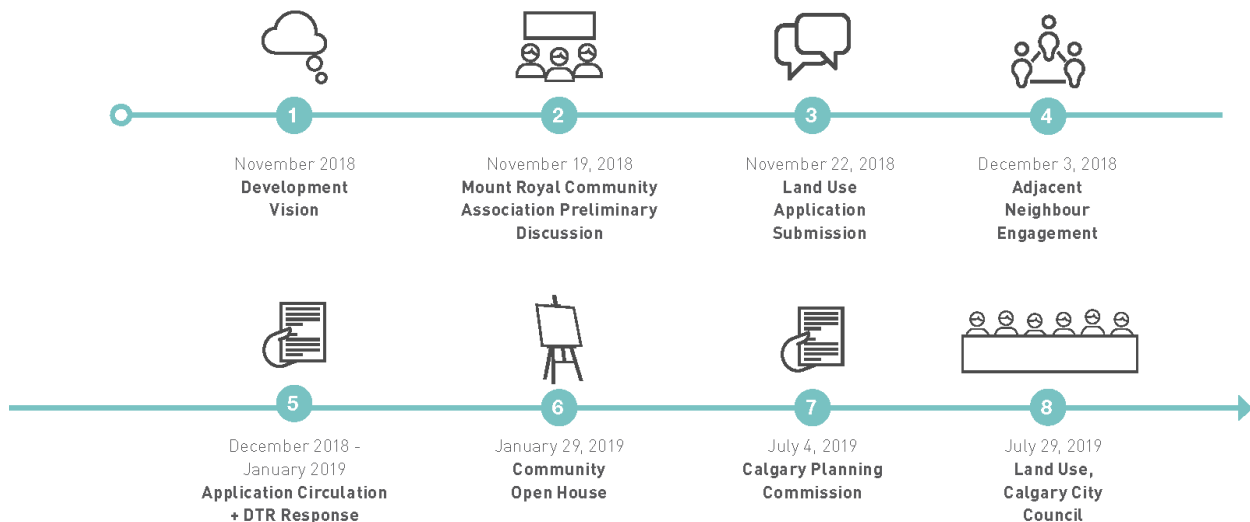 1
November 2018
Development
Vision
2
November 19, 2018
Mount Royal Community
Association Preliminary
Discussion
3
November 22, 2018
Land Use
Application
Submission
4
December 3, 2018
Adjacent
Neighbour
Engagement
5
December 2018 -
January 2019
Application Circulation
+ DTR Response
6
January 29, 2019
Community
Open House
7
July 4, 2019
Calgary Planning
Commission
8
July 29, 2019
Land Use,
Calgary City
Council